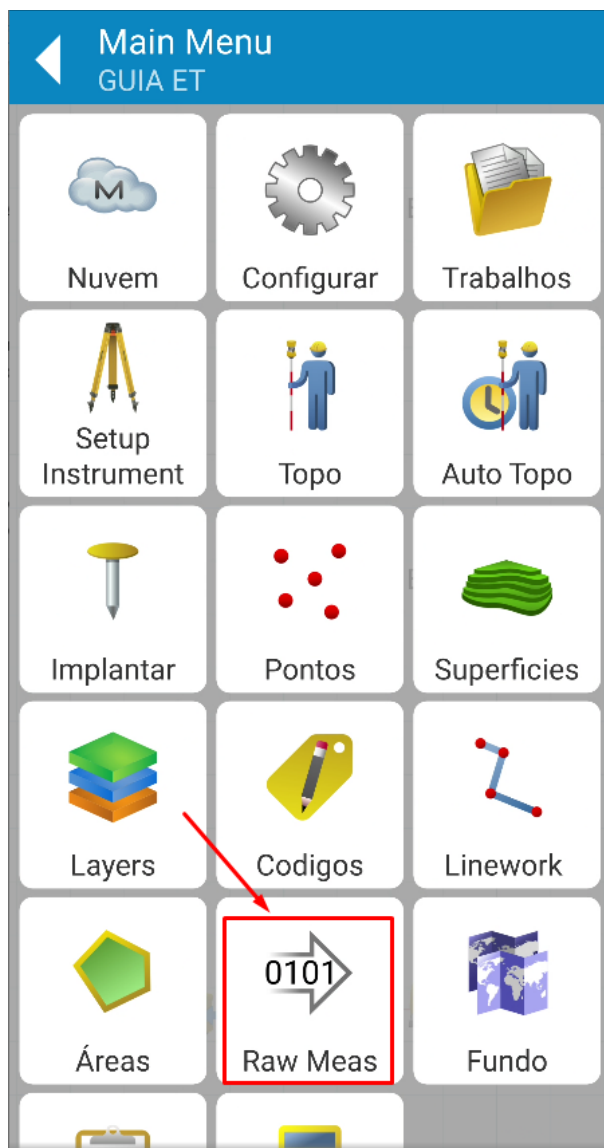 Main Menu
GUIA ET
M
Nuvem
Configurar
Trabalhos
Setup
Instrument
Topo
Auto Topo
Implantar
Pontos
Superficies
Layers
Codigos
Linework
0101
Áreas
Raw Meas
Fundo